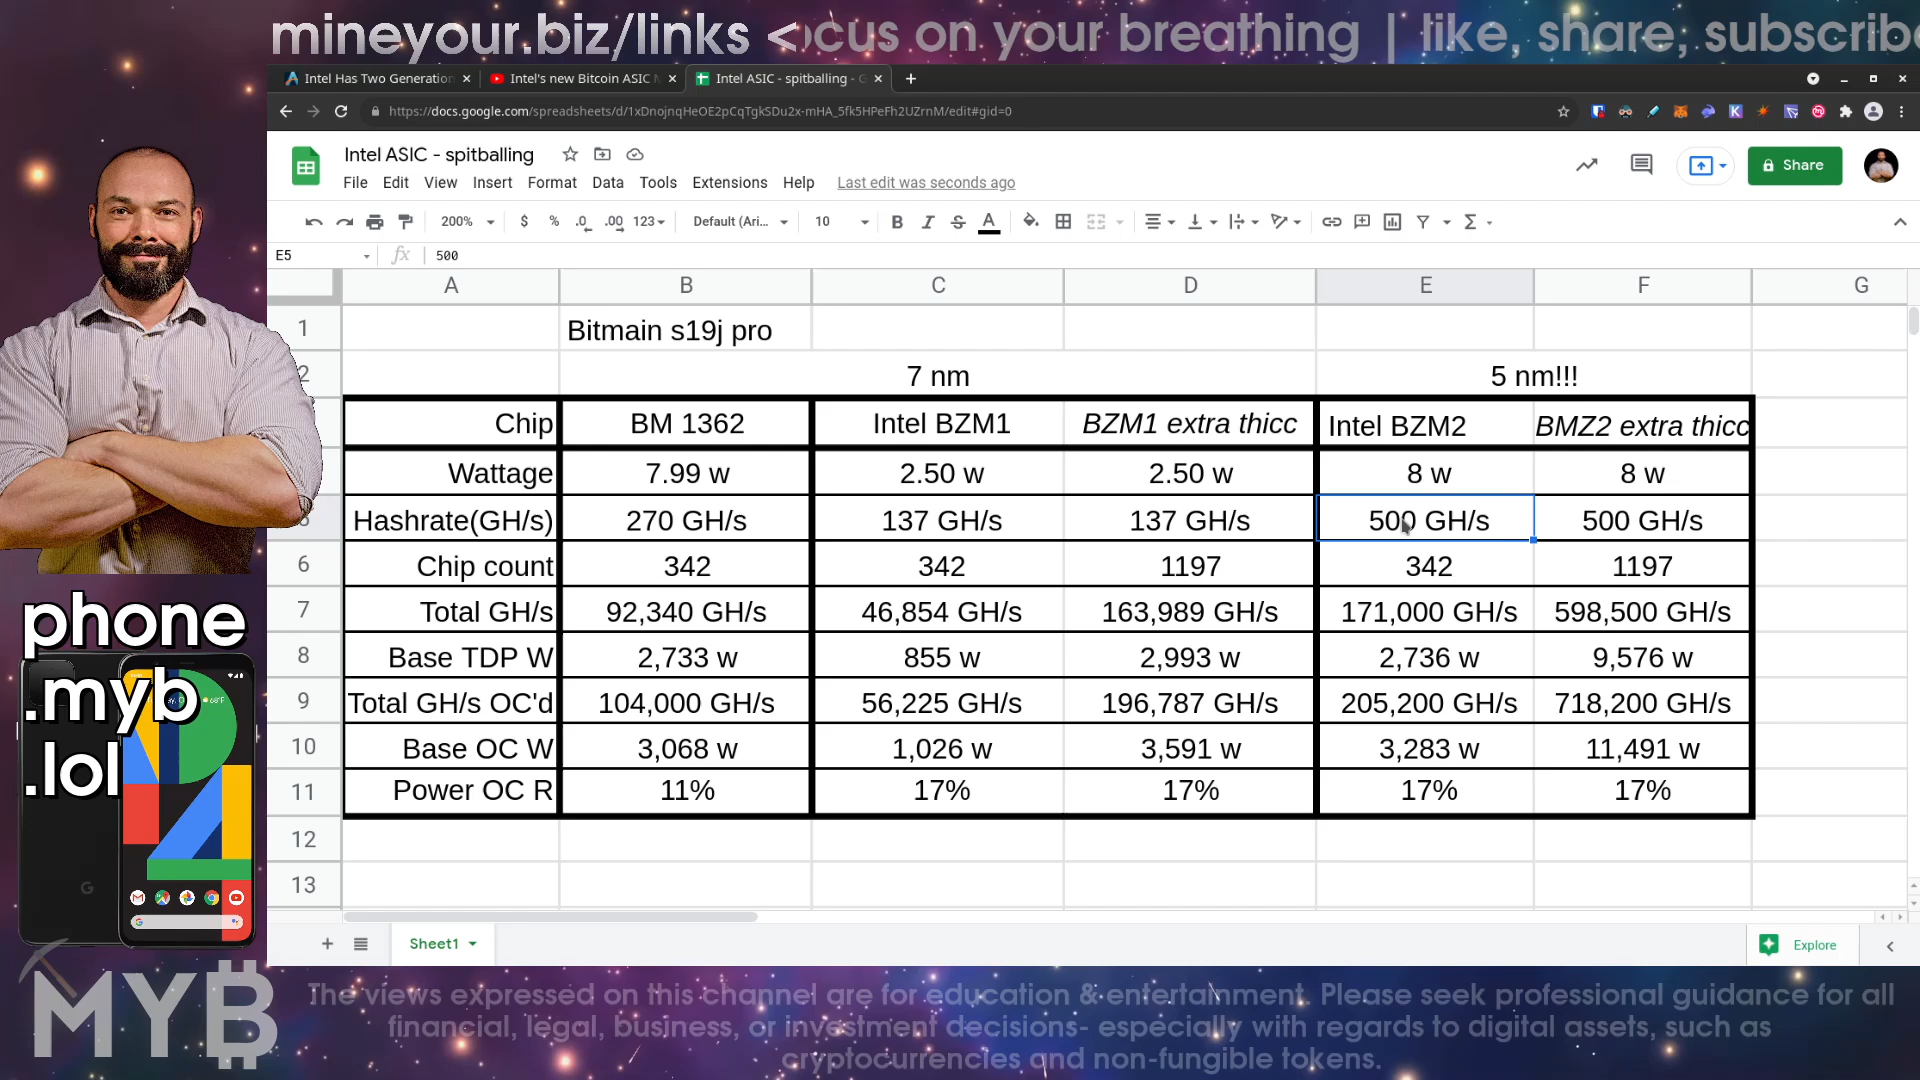 mineyour.biz/links <
ocus on your breathing | like, share, subscribe
Intel Has Two Generation
Intel's new Bitcoin ASIC M
Intel ASIC - spitballing - G
https://docs.google.com/spreadsheets/d/1xDnojnqHeOE2pCqTgkSDu2x-mHA_5fk5HPeFh2UZrnM/edit#gid=0
Intel ASIC - spitballing
Share
File Edit View Insert Format Data Tools Extensions Help Last edit was seconds ago
200% $ % .0 .00 123 Default (Ari... 10 B I S A
E5 fx 500
A B C D E F G
1 Bitmain s19j pro
2 7 nm 5 nm!!!
Chip BM 1362 Intel BZM1 BZM1 extra thicc Intel BZM2 BMZ2 extra thicc
Wattage 7.99 w 2.50 w 2.50 w 8 w 8 w
5 Hashrate(GH/s) 270 GH/s 137 GH/s 137 GH/s 500 GH/s 500 GH/s
6 Chip count 342 342 1197 342 1197
7 Total GH/s 92,340 GH/s 46,854 GH/s 163,989 GH/s 171,000 GH/s 598,500 GH/s
8 Base TDP W 2,733 w 855 w 2,993 w 2,736 w 9,576 w
9 Total GH/s OC'd 104,000 GH/s 56,225 GH/s 196,787 GH/s 205,200 GH/s 718,200 GH/s
10 Base OC W 3,068 w 1,026 w 3,591 w 3,283 w 11,491 w
11 Power OC R 11% 17% 17% 17% 17%
12
13
Sheet1
Explore
phone
.myb
.lol
MYB
The views expressed on this channel are for education & entertainment. Please seek professional guidance for all
financial, legal, business, or investment decisions- especially with regards to digital assets, such as
cryptocurrencies and non-fungible tokens.